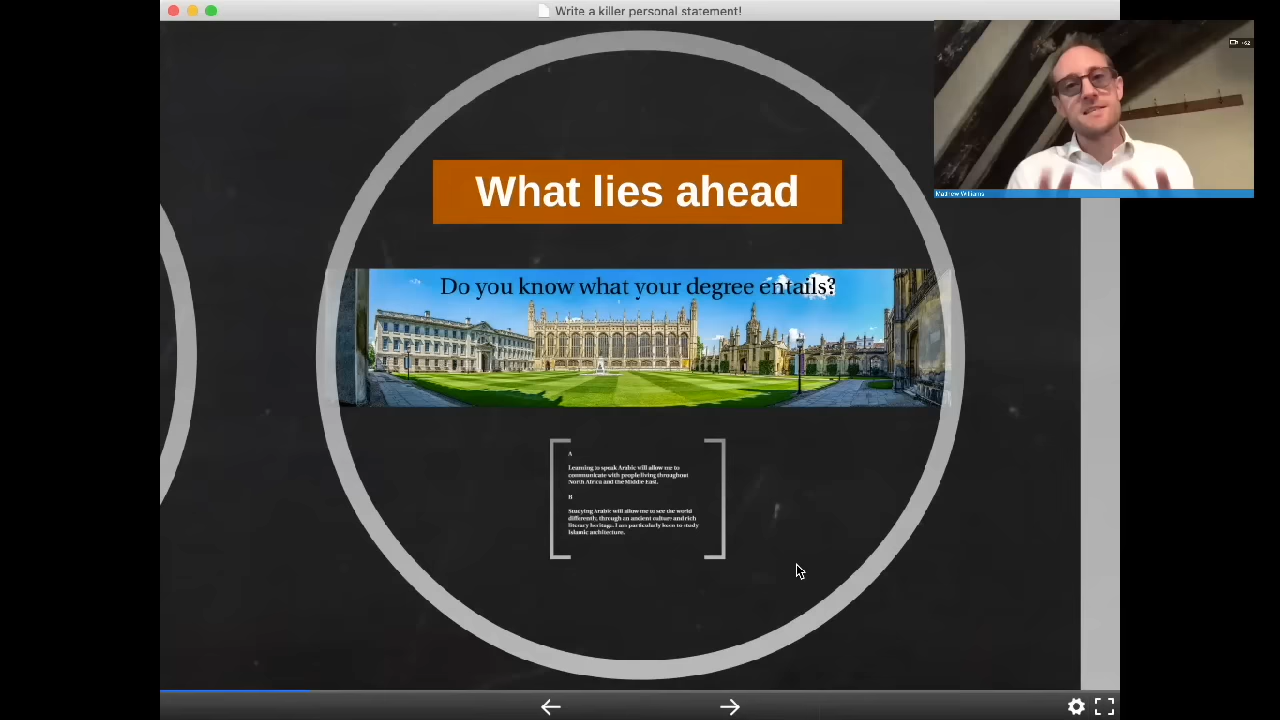 Write a killer personal statement!
Matthew Williams
What lies ahead
Do you know what your degree entails?
A
Learning to speak Arabic will allow me to
communicate with people living throughout
North Africa and the Middle East.
B
Studying Arabic will allow me to see the world
differently, through an ancient culture and rich
literary heritage. I am particularly keen to study
Islamic architecture.